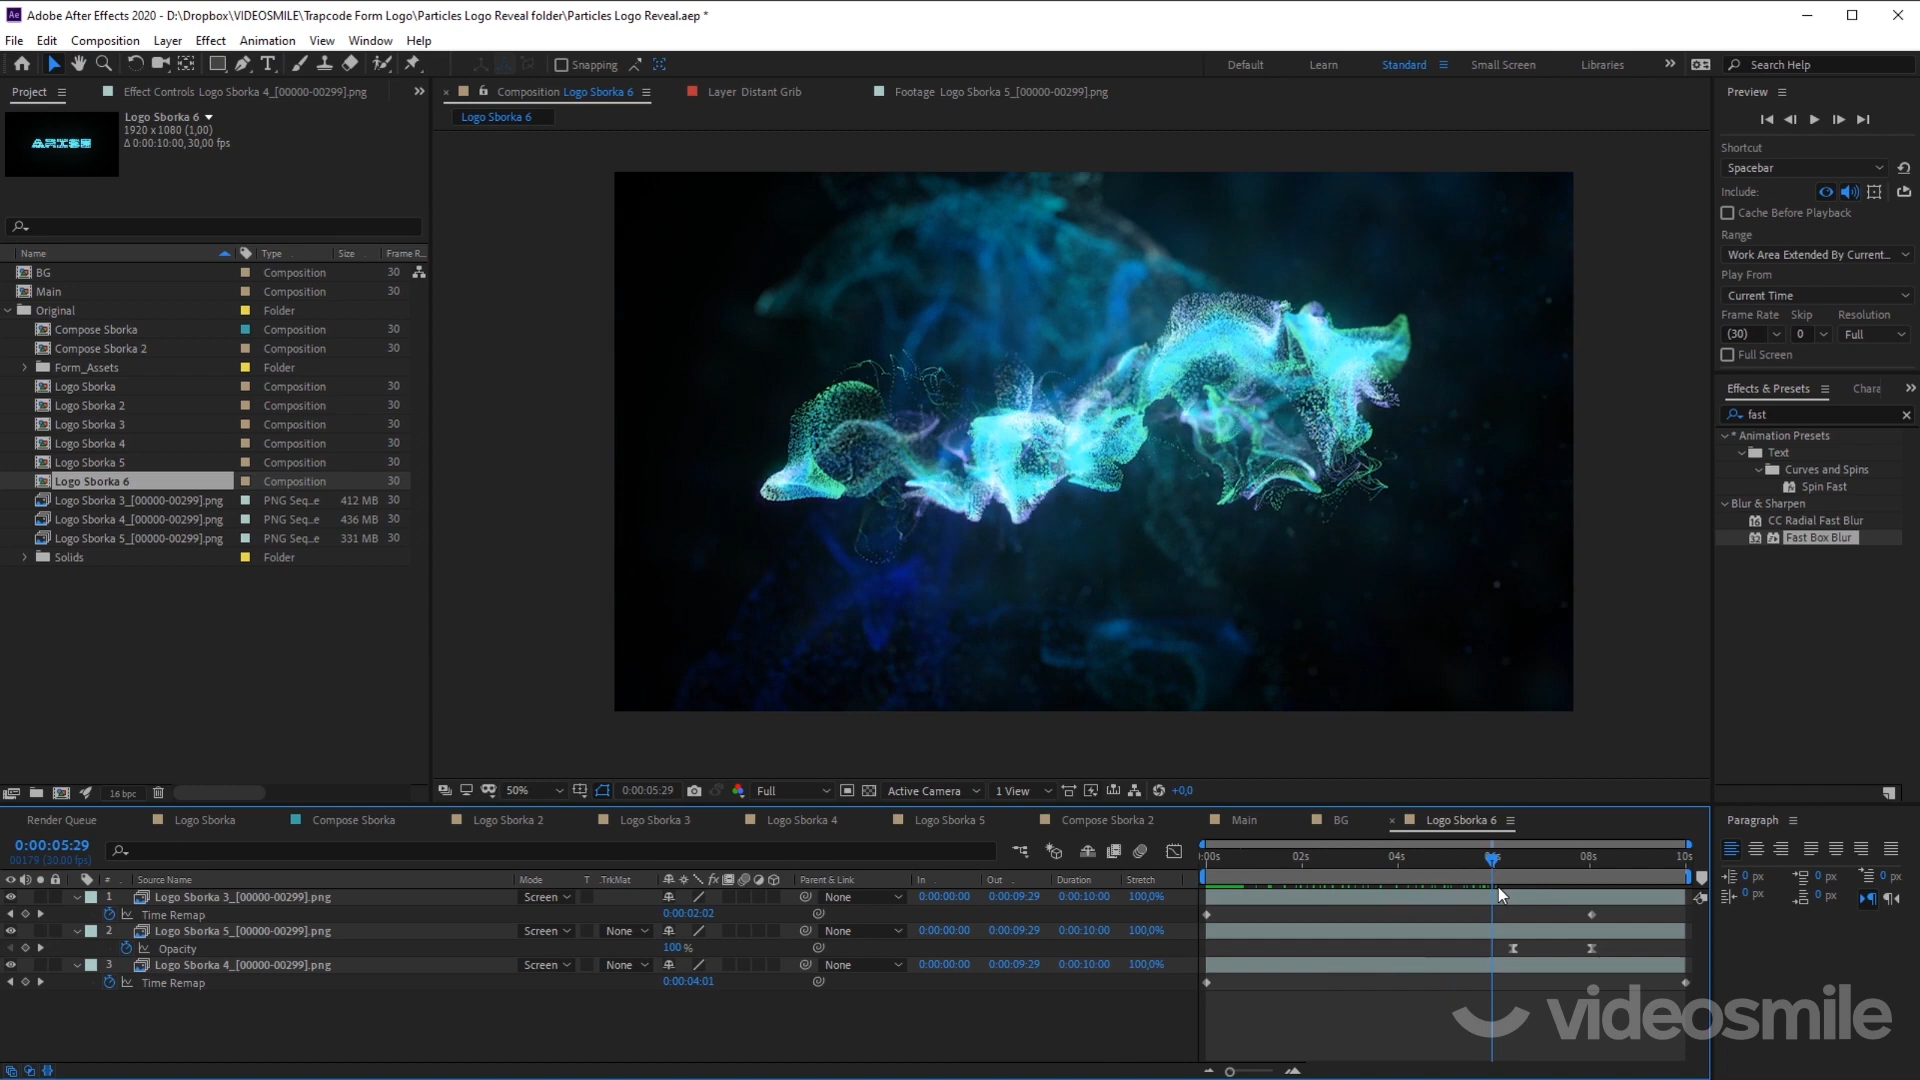 Adobe After Effects 2020 - D:\Dropbox\VIDEOSMILE\Trapcode Form Logo\Particles Logo Reveal folder\Particles Logo Reveal.aep *
File Edit Composition Layer Effect Animation View Window Help
Snapping
Default Learn Standard Small Screen Libraries Search Help
Project Effect Controls Logo Sborka 4_[00000-00299].png
Composition Logo Sborka 6 Layer Distant Grib Footage Logo Sborka 5_[00000-00299].png
Logo Sborka 6
Logo Sborka 6
1920 x 1080 (1,00)
Δ 0:00:10:00, 30,00 fps
Name Type Size Frame R...
BG Composition 30
Main Composition 30
Original Folder
Compose Sborka Composition 30
Compose Sborka 2 Composition 30
Form_Assets Folder
Logo Sborka Composition 30
Logo Sborka 2 Composition 30
Logo Sborka 3 Composition 30
Logo Sborka 4 Composition 30
Logo Sborka 5 Composition 30
Logo Sborka 6 Composition
Logo Sborka 3_[00000-00299].png PNG Seq...e 412 MB 30
Logo Sborka 4_[00000-00299].png PNG Seq...e 436 MB 30
Logo Sborka 5_[00000-00299].png PNG Seq...e 331 MB 30
Solids Folder
16 bpc
50% 0:00:05:29 Full Active Camera 1 View +0,0
Preview
Shortcut
Spacebar
Include:
Cache Before Playback
Range
Work Area Extended By Current...
Play From
Current Time
Frame Rate Skip Resolution
(30) 0 Full
Full Screen
Effects & Presets Chara
fast
* Animation Presets
Text
Curves and Spins
Spin Fast
Blur & Sharpen
CC Radial Fast Blur
Fast Box Blur
Render Queue Logo Sborka Compose Sborka Logo Sborka 2 Logo Sborka 3 Logo Sborka 4 Logo Sborka 5 Compose Sborka 2 Main BG Logo Sborka 6
0:00:05:29
00179 (30.00 fps)
:00s 02s 04s 08s 10s
# Source Name Mode T .TrkMat Parent & Link In Out Duration Stretch
1 Logo Sborka 3_[00000-00299].png Screen None 0:00:00:00 0:00:09:29 0:00:10:00 100,0%
Time Remap 0:00:02:02
2 Logo Sborka 5_[00000-00299].png Screen None None 0:00:00:00 0:00:09:29 0:00:10:00 100,0%
Opacity 100 %
3 Logo Sborka 4_[00000-00299].png Screen None None 0:00:00:00 0:00:09:29 0:00:10:00 100,0%
Time Remap 0:00:04:01
Paragraph
0 px 0 px 0 px
0 px 0 px
videosmile